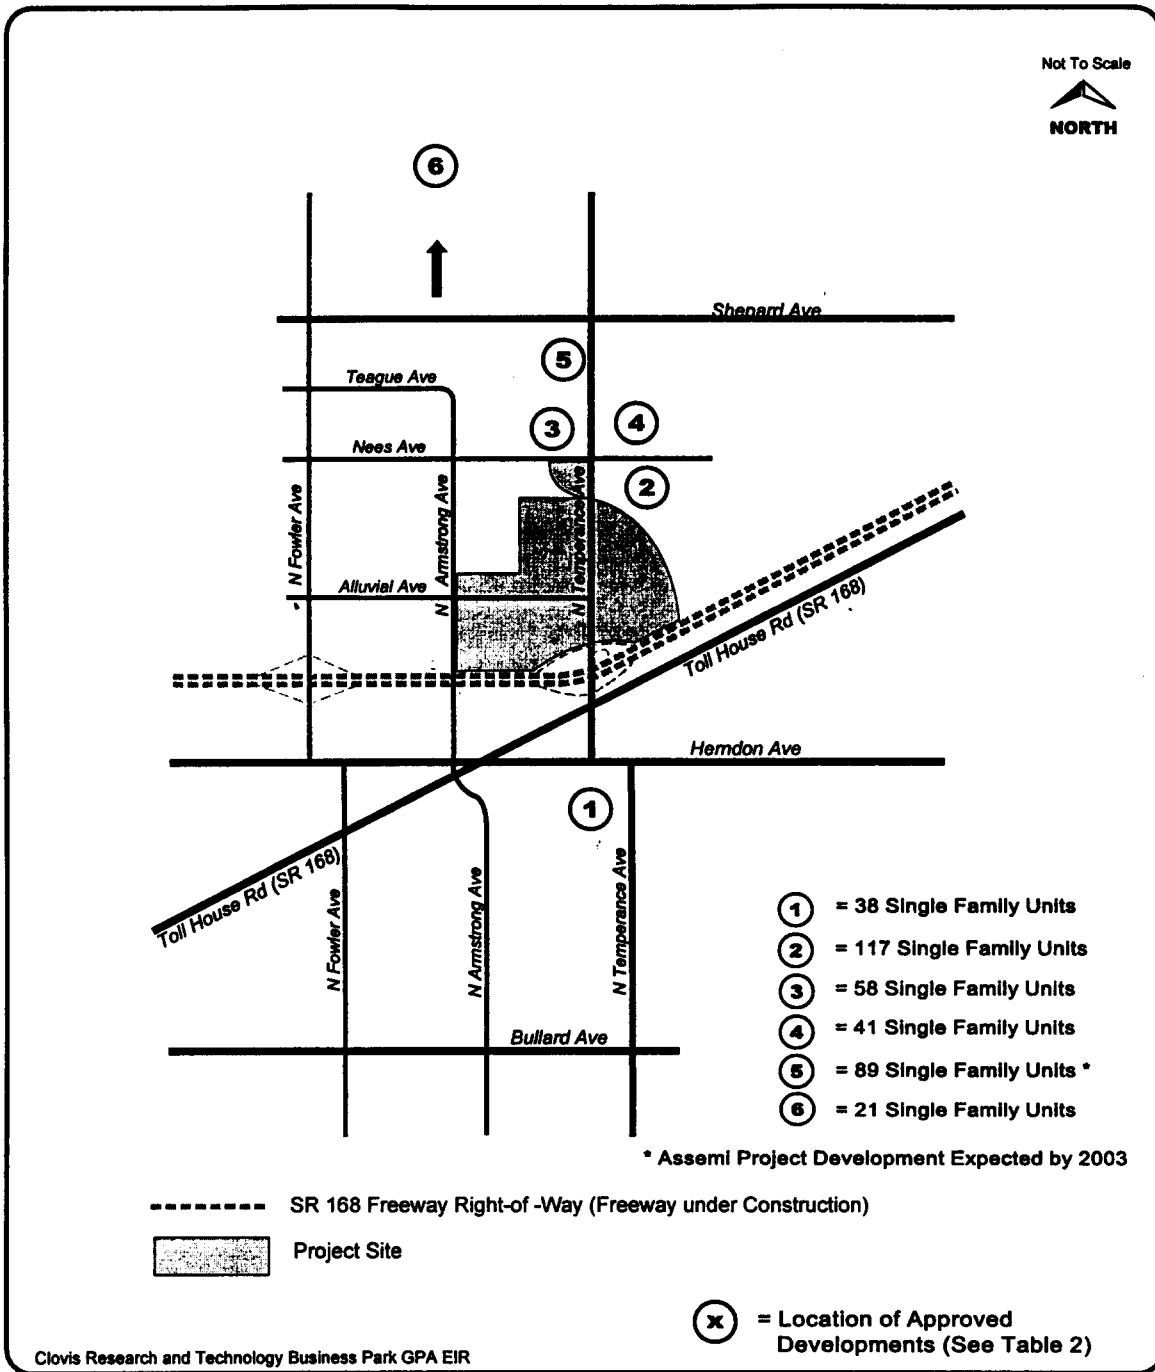 Not To Scale
NORTH
6
Shepard Ave
5
Teague Ave
3
4
Nees Ave
2
N Fowler Ave
N Armstrong Ave
N Temperance Ave
Alluvial Ave
Toll House Rd (SR 168)
Herndon Ave
1
Toll House Rd (SR 168)
N Fowler Ave
N Armstrong Ave
N Temperance Ave
Bullard Ave
1 = 38 Single Family Units
2 = 117 Single Family Units
3 = 58 Single Family Units
4 = 41 Single Family Units
5 = 89 Single Family Units *
6 = 21 Single Family Units
* Assemi Project Development Expected by 2003
SR 168 Freeway Right-of -Way (Freeway under Construction)
Project Site
X = Location of Approved
Developments (See Table 2)
Clovis Research and Technology Business Park GPA EIR